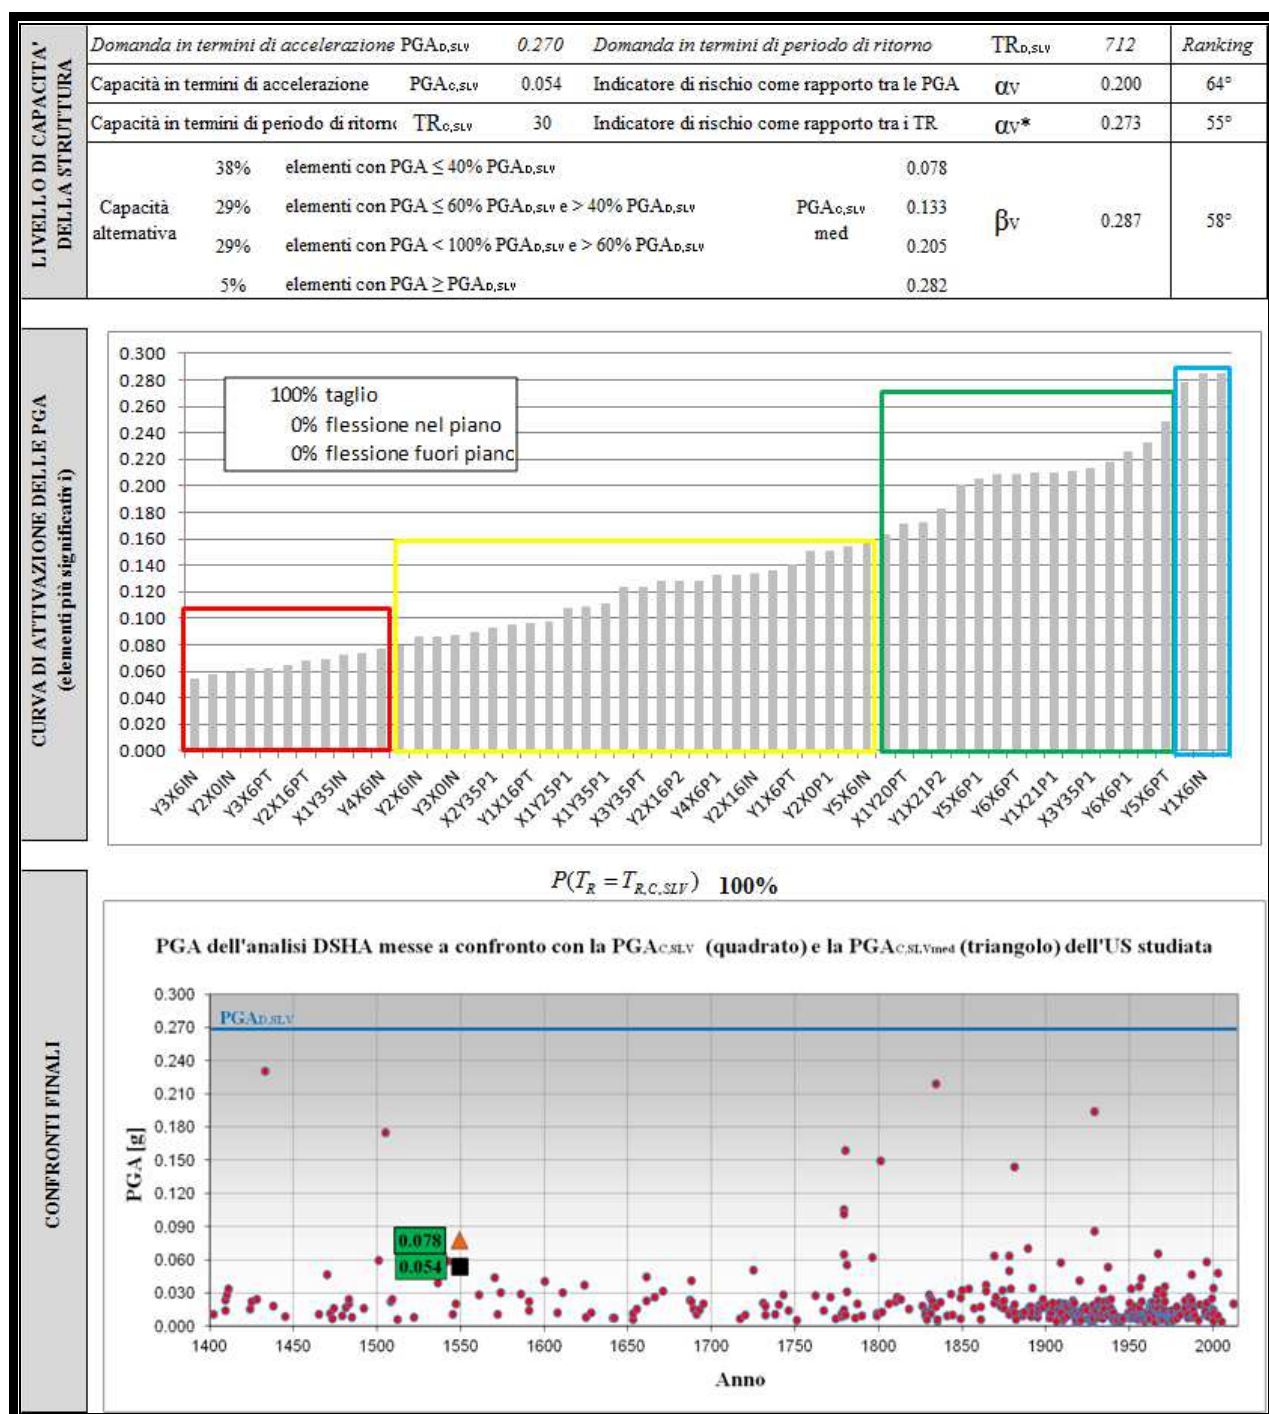 LIVELLO DI CAPACITA'
DELLA STRUTTURA
Domanda in termini di accelerazione PGAD,SLV 0.270 Domanda in termini di periodo di ritorno TRD,SLV 712 Ranking
Capacità in termini di accelerazione PGAC,SLV 0.054 Indicatore di rischio come rapporto tra le PGA αV 0.200 64°
Capacità in termini di periodo di ritorno TRC,SLV 30 Indicatore di rischio come rapporto tra i TR αV* 0.273 55°
Capacità
alternativa
38% elementi con PGA ≤ 40% PGAD,SLV 0.078
29% elementi con PGA ≤ 60% PGAD,SLV e > 40% PGAD,SLV 0.133
29% elementi con PGA < 100% PGAD,SLV e > 60% PGAD,SLV 0.205
5% elementi con PGA ≥ PGAD,SLV 0.282
PGAC,SLV
med
βV 0.287 58°
CURVA DI ATTIVAZIONE DELLE PGA
(elementi più significativi)
0.300
0.280
0.260
0.240
0.220
0.200
0.180
0.160
0.140
0.120
0.100
0.080
0.060
0.040
0.020
0.000
100% taglio
0% flessione nel piano
0% flessione fuori piano
Y3X6IN Y2X0IN Y3X6PT Y2X16PT X1Y35IN Y4X6IN Y2X6IN Y3X0IN X2Y35P1 Y1X16PT X1Y25P1 X1Y35P1 X3Y35PT Y2X16P2 Y4X6P1 Y2X16IN Y1X6PT Y2X0P1 Y5X6IN X1Y20PT Y1X21P2 Y5X6P1 Y6X6PT Y1X21P1 X3Y35P1 Y6X6P1 Y5X6PT Y1X6IN
CONFRONTI FINALI
P(TR = TR,C,SLV) 100%
PGA dell'analisi DSHA messe a confronto con la PGAC,SLV (quadrato) e la PGAC,SLVmed (triangolo) dell'US studiata
PGA [g]
0.300
0.270
0.240
0.210
0.180
0.150
0.120
0.090
0.060
0.030
0.000
PGAD,SLV
0.078
0.054
1400 1450 1500 1550 1600 1650 1700 1750 1800 1850 1900 1950 2000
Anno